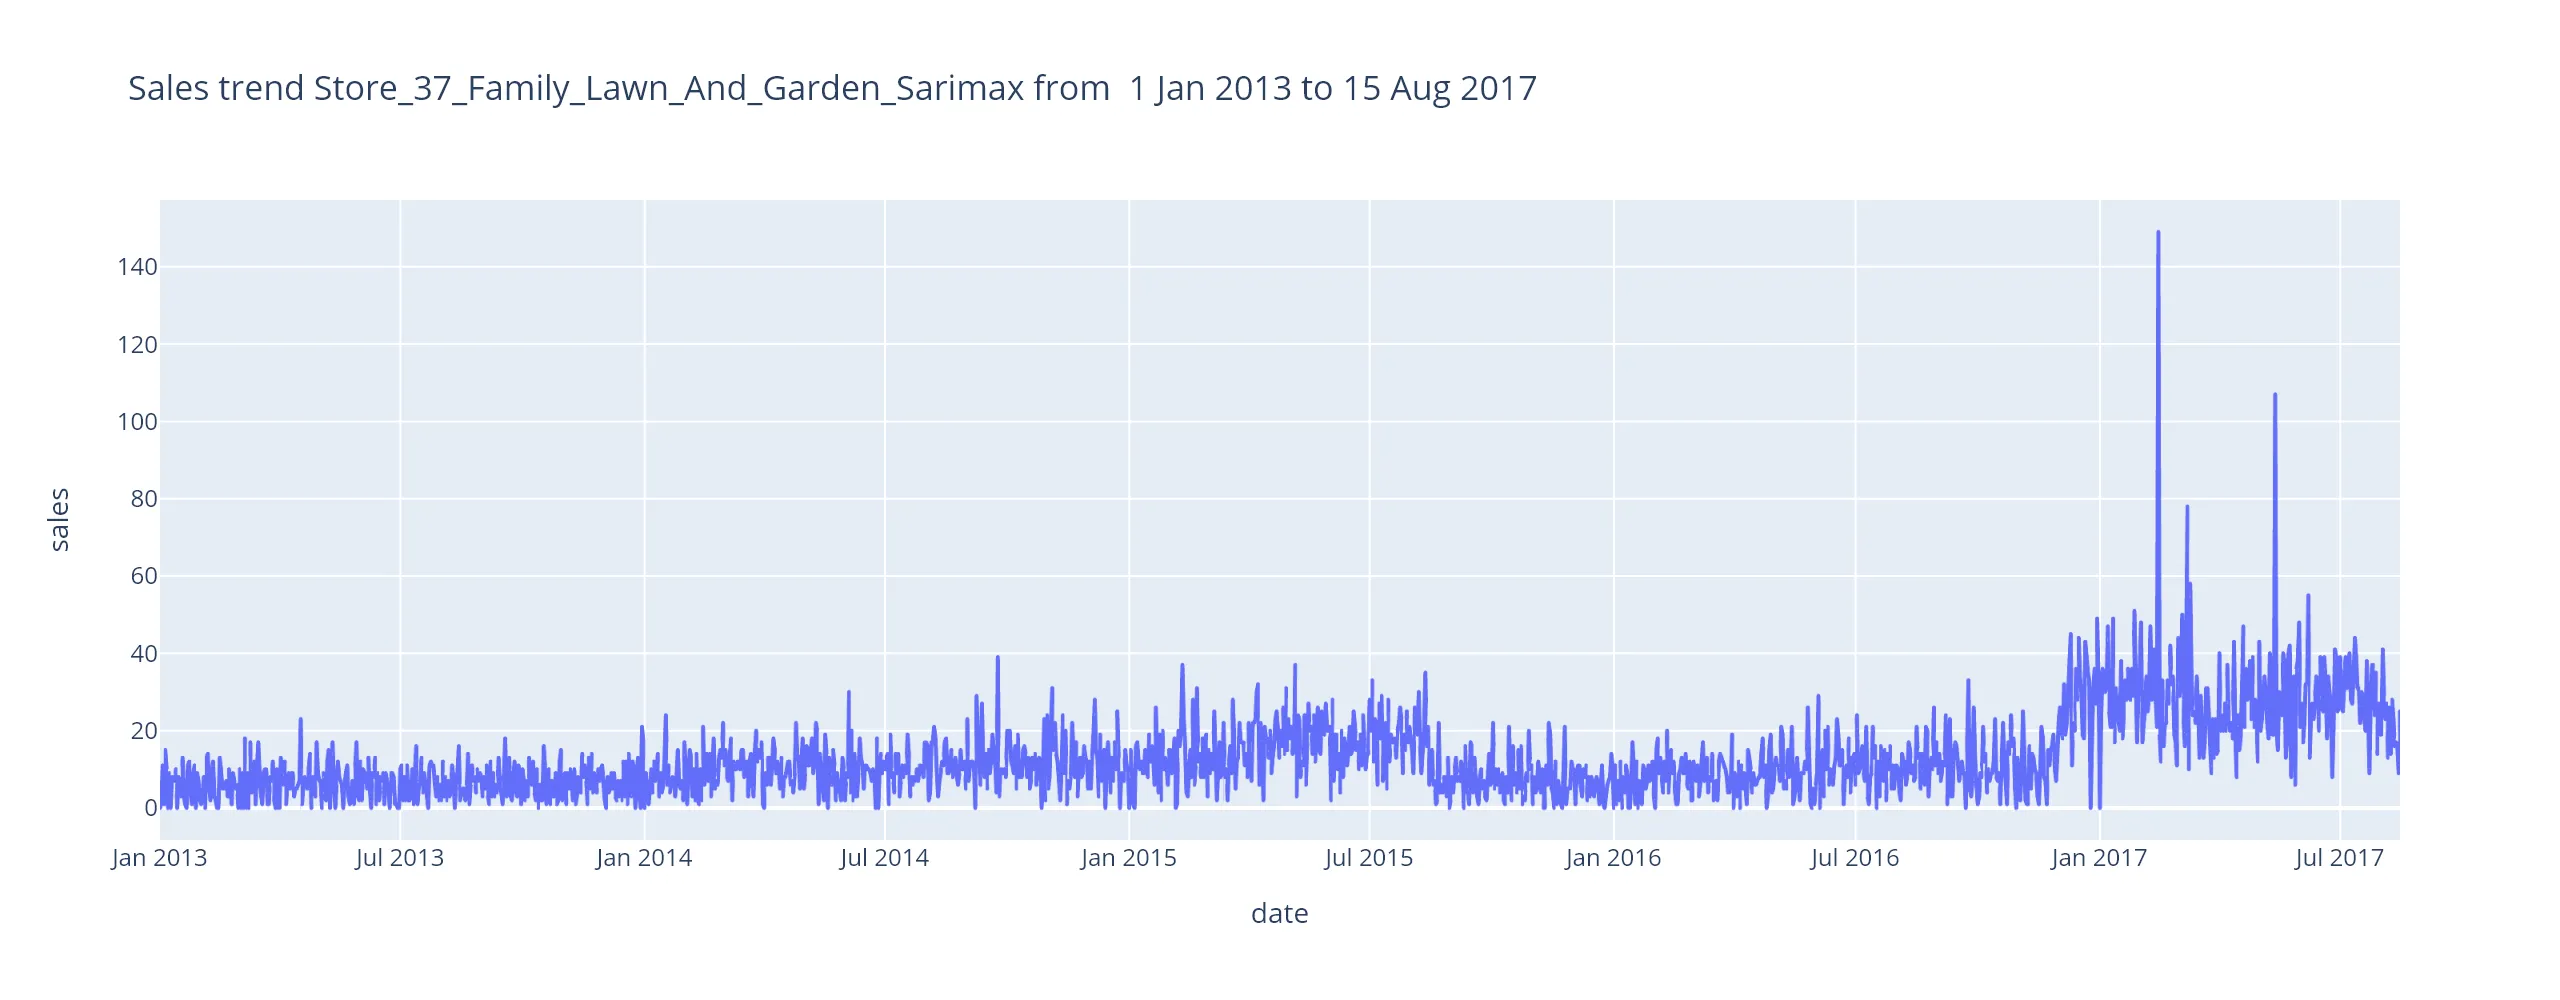 Sales trend Store_37_Family_Lawn_And_Garden_Sarimax from  1 Jan 2013 to 15 Aug 2017
140
120
100
80
60
40
20
0
sales
Jan 2013 Jul 2013 Jan 2014 Jul 2014 Jan 2015 Jul 2015 Jan 2016 Jul 2016 Jan 2017 Jul 2017
date